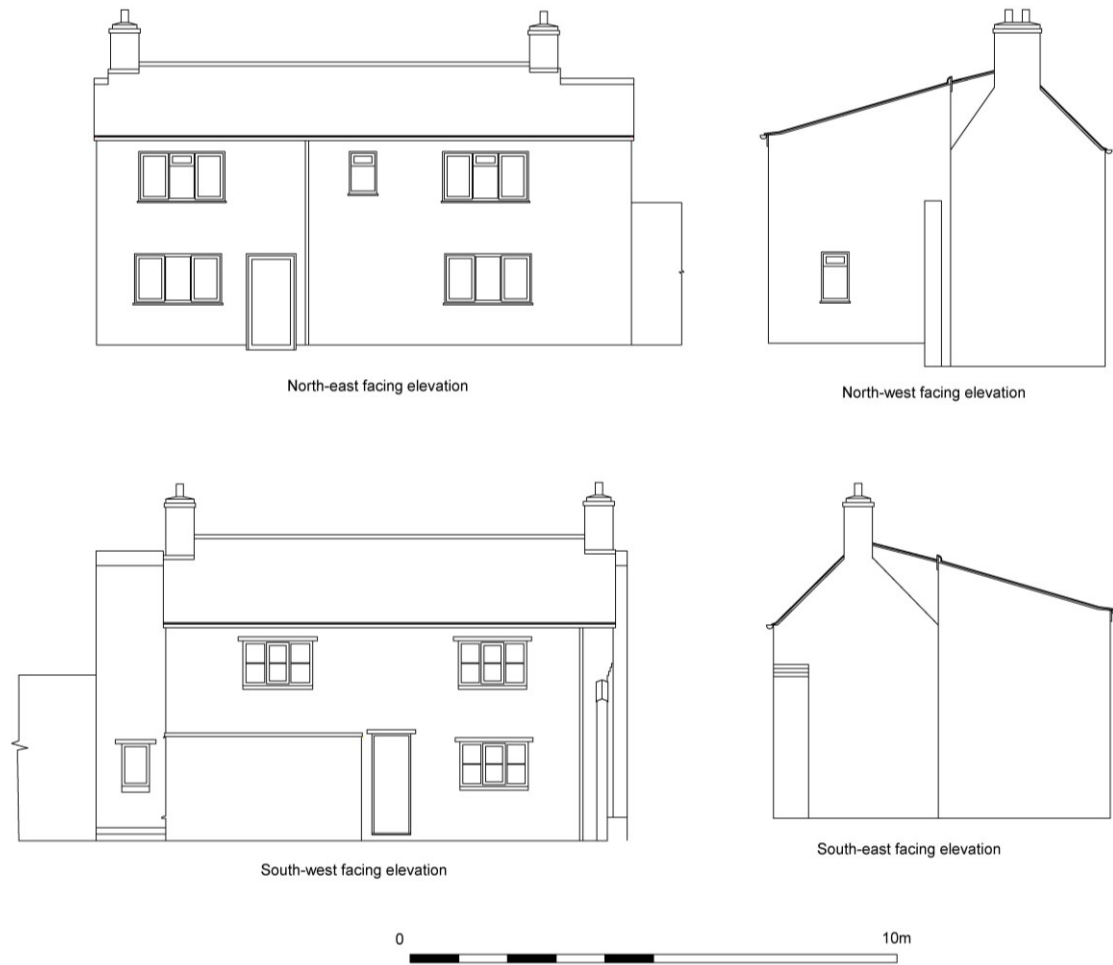 North-east facing elevation
North-west facing elevation
South-west facing elevation
South-east facing elevation
0 10m